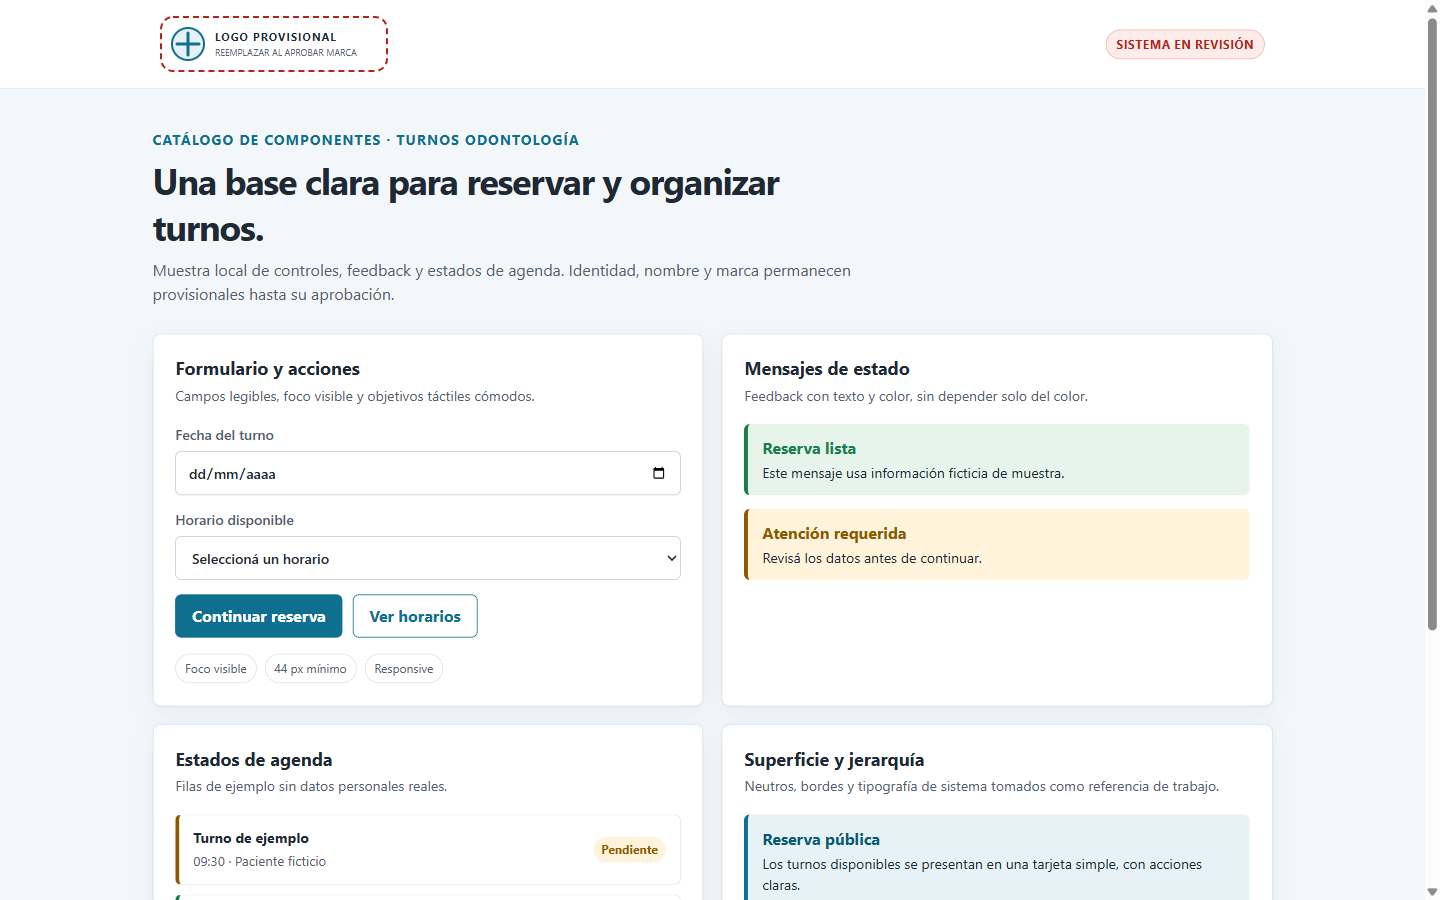 LOGO PROVISIONAL
REEMPLAZAR AL APROBAR MARCA
SISTEMA EN REVISIÓN
CATÁLOGO DE COMPONENTES · TURNOS ODONTOLOGÍA
Una base clara para reservar y organizar
turnos.
Muestra local de controles, feedback y estados de agenda. Identidad, nombre y marca permanecen
provisionales hasta su aprobación.
Formulario y acciones
Campos legibles, foco visible y objetivos táctiles cómodos.
Fecha del turno
dd/mm/aaaa
Horario disponible
Seleccioná un horario
Continuar reserva
Ver horarios
Foco visible
44 px mínimo
Responsive
Mensajes de estado
Feedback con texto y color, sin depender solo del color.
Reserva lista
Este mensaje usa información ficticia de muestra.
Atención requerida
Revisá los datos antes de continuar.
Estados de agenda
Filas de ejemplo sin datos personales reales.
Turno de ejemplo
09:30 · Paciente ficticio
Pendiente
Superficie y jerarquía
Neutros, bordes y tipografía de sistema tomados como referencia de trabajo.
Reserva pública
Los turnos disponibles se presentan en una tarjeta simple, con acciones
claras.